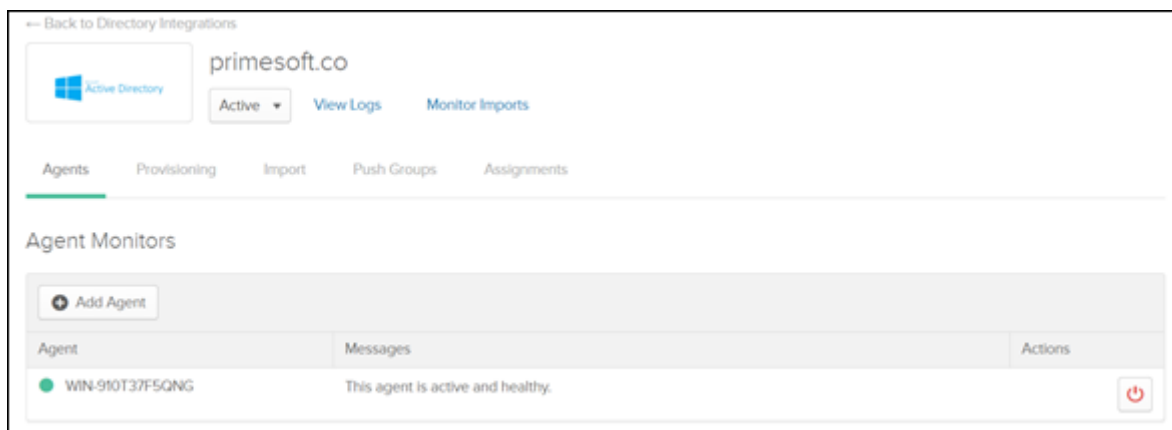 ← Back to Directory Integrations
primesoft.co
Active Directory
Active View Logs Monitor Imports
Agents Provisioning Import Push Groups Assignments
Agent Monitors
Add Agent
Agent Messages Actions
WIN-910T37F5QNG This agent is active and healthy.